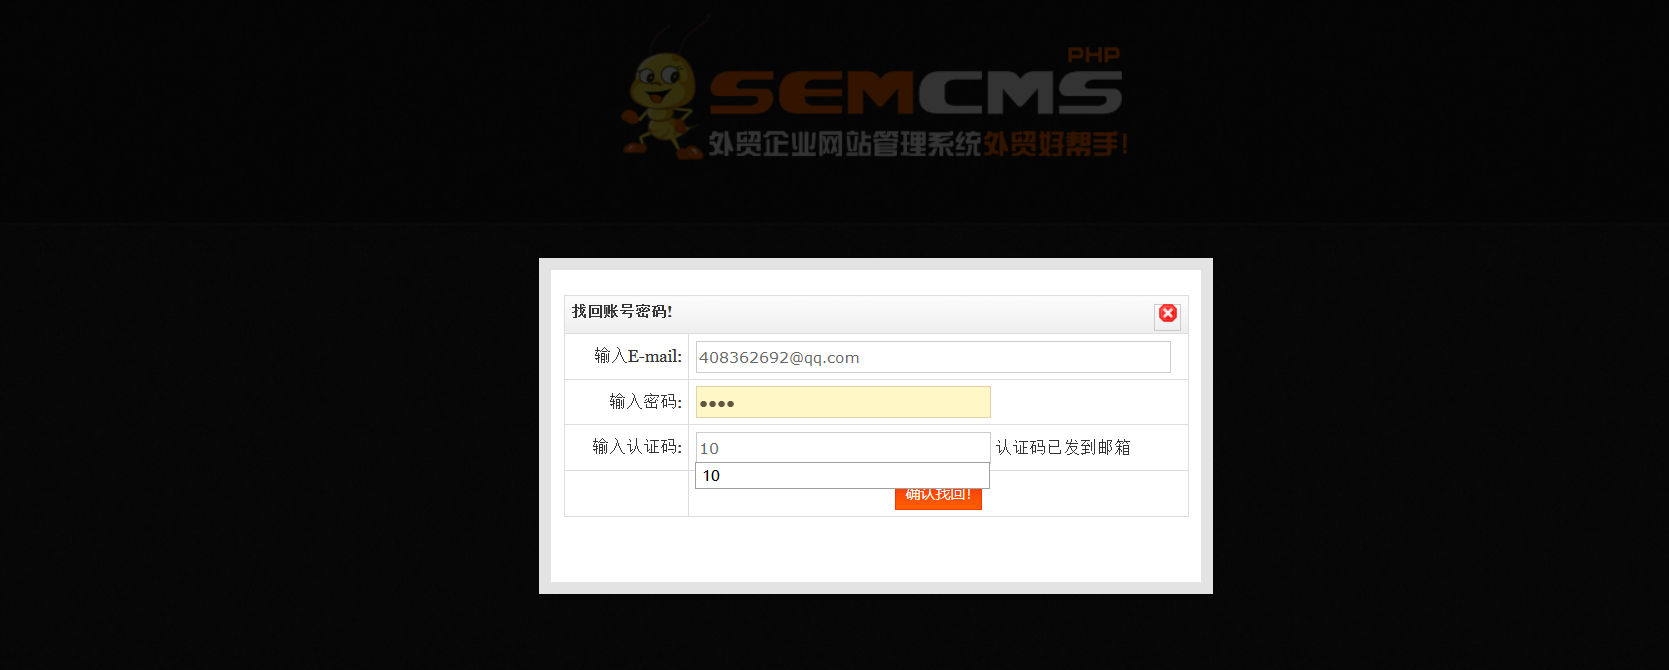 PHP
SEMCMS
外贸企业网站管理系统外贸好帮手!
找回账号密码!
输入E-mail: 408362692@qq.com
输入密码: ••••
输入认证码: 10 认证码已发到邮箱
10
确认找回!